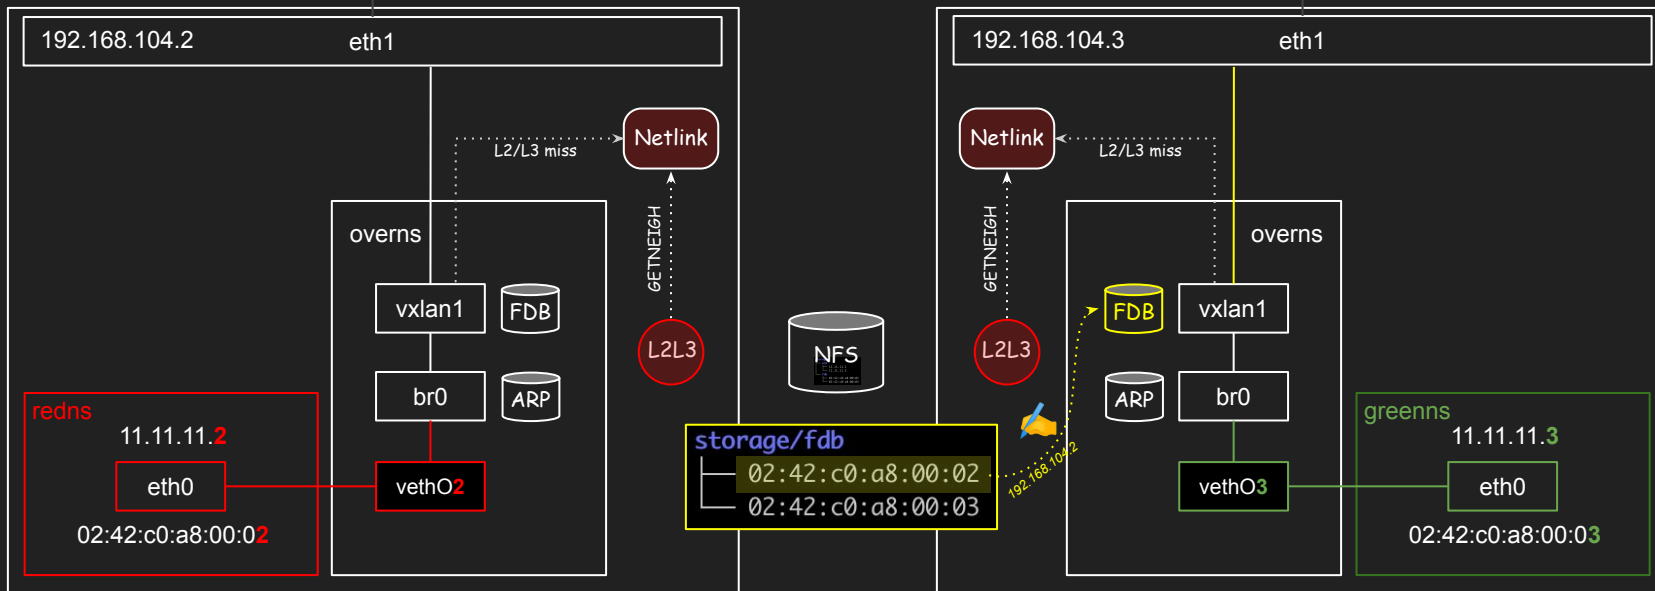 192.168.104.2
eth1
Netlink
L2/L3 miss
GETNEIGH
overns
vxlan1
FDB
L2L3
br0
ARP
redns
11.11.11.2
eth0
vethO2
02:42:c0:a8:00:02
NFS
storage/fdb
02:42:c0:a8:00:02
02:42:c0:a8:00:03
192.168.104.2
192.168.104.3
eth1
Netlink
L2/L3 miss
GETNEIGH
overns
FDB
vxlan1
L2L3
ARP
br0
greenns
11.11.11.3
vethO3
eth0
02:42:c0:a8:00:03